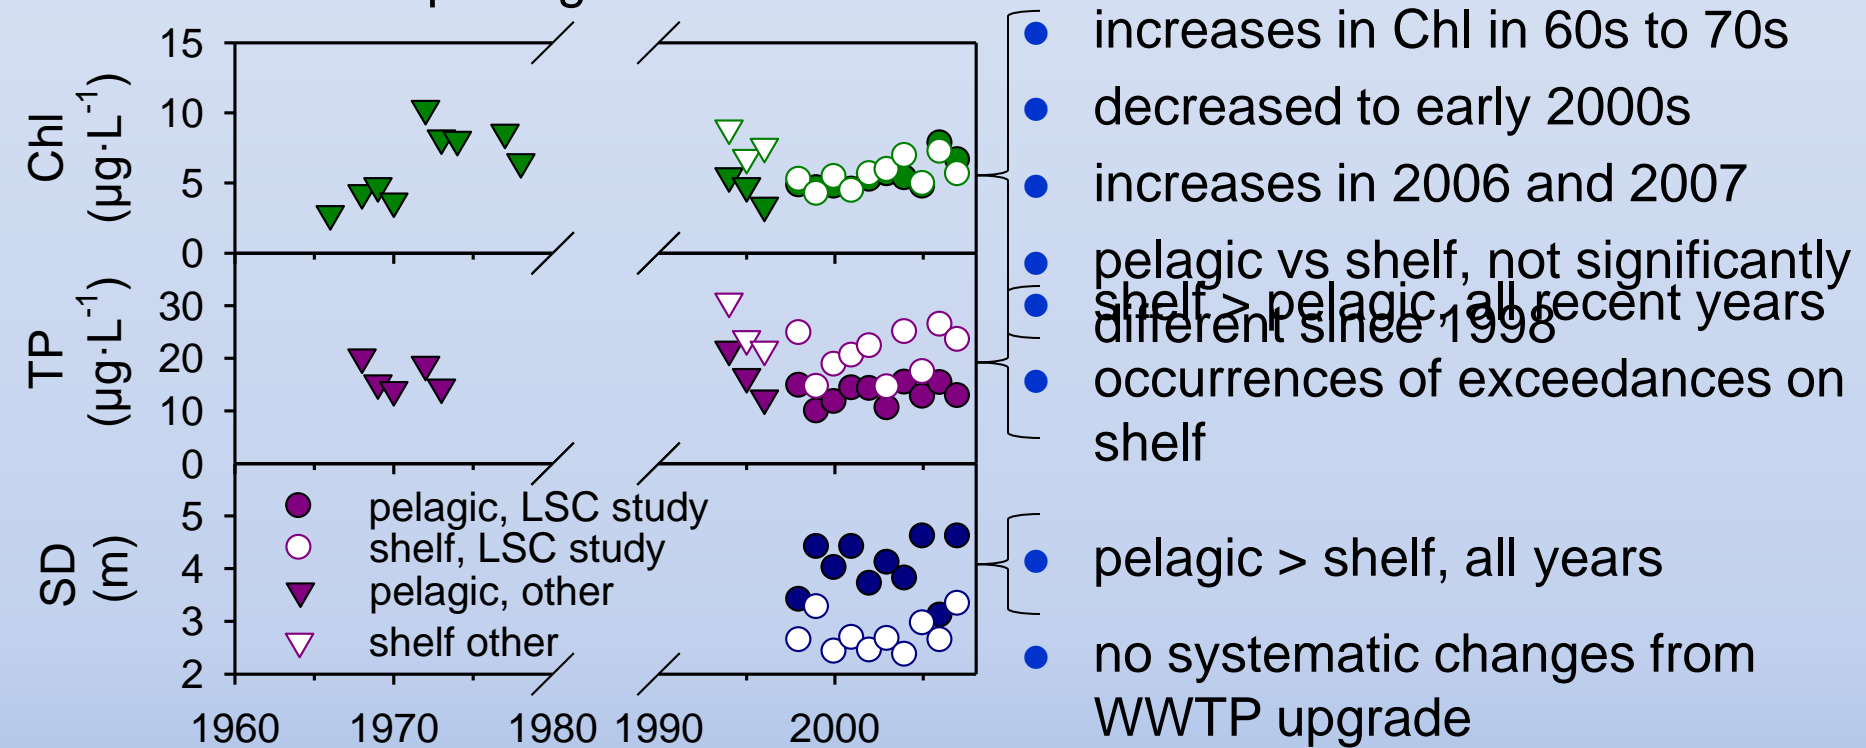 increases in Chl in 60s to 70s
decreased to early 2000s
increases in 2006 and 2007
pelagic vs shelf, not significantly
different since 1998
shelf > pelagic, all recent years
occurrences of exceedances on
shelf
pelagic > shelf, all years
no systematic changes from
WWTP upgrade
Chl
(µg·L⁻¹)
15
10
5
0
TP
(µg·L⁻¹)
30
20
10
0
SD
(m)
5
4
3
2
pelagic, LSC study
shelf, LSC study
pelagic, other
shelf other
1960 1970 1980 1990 2000